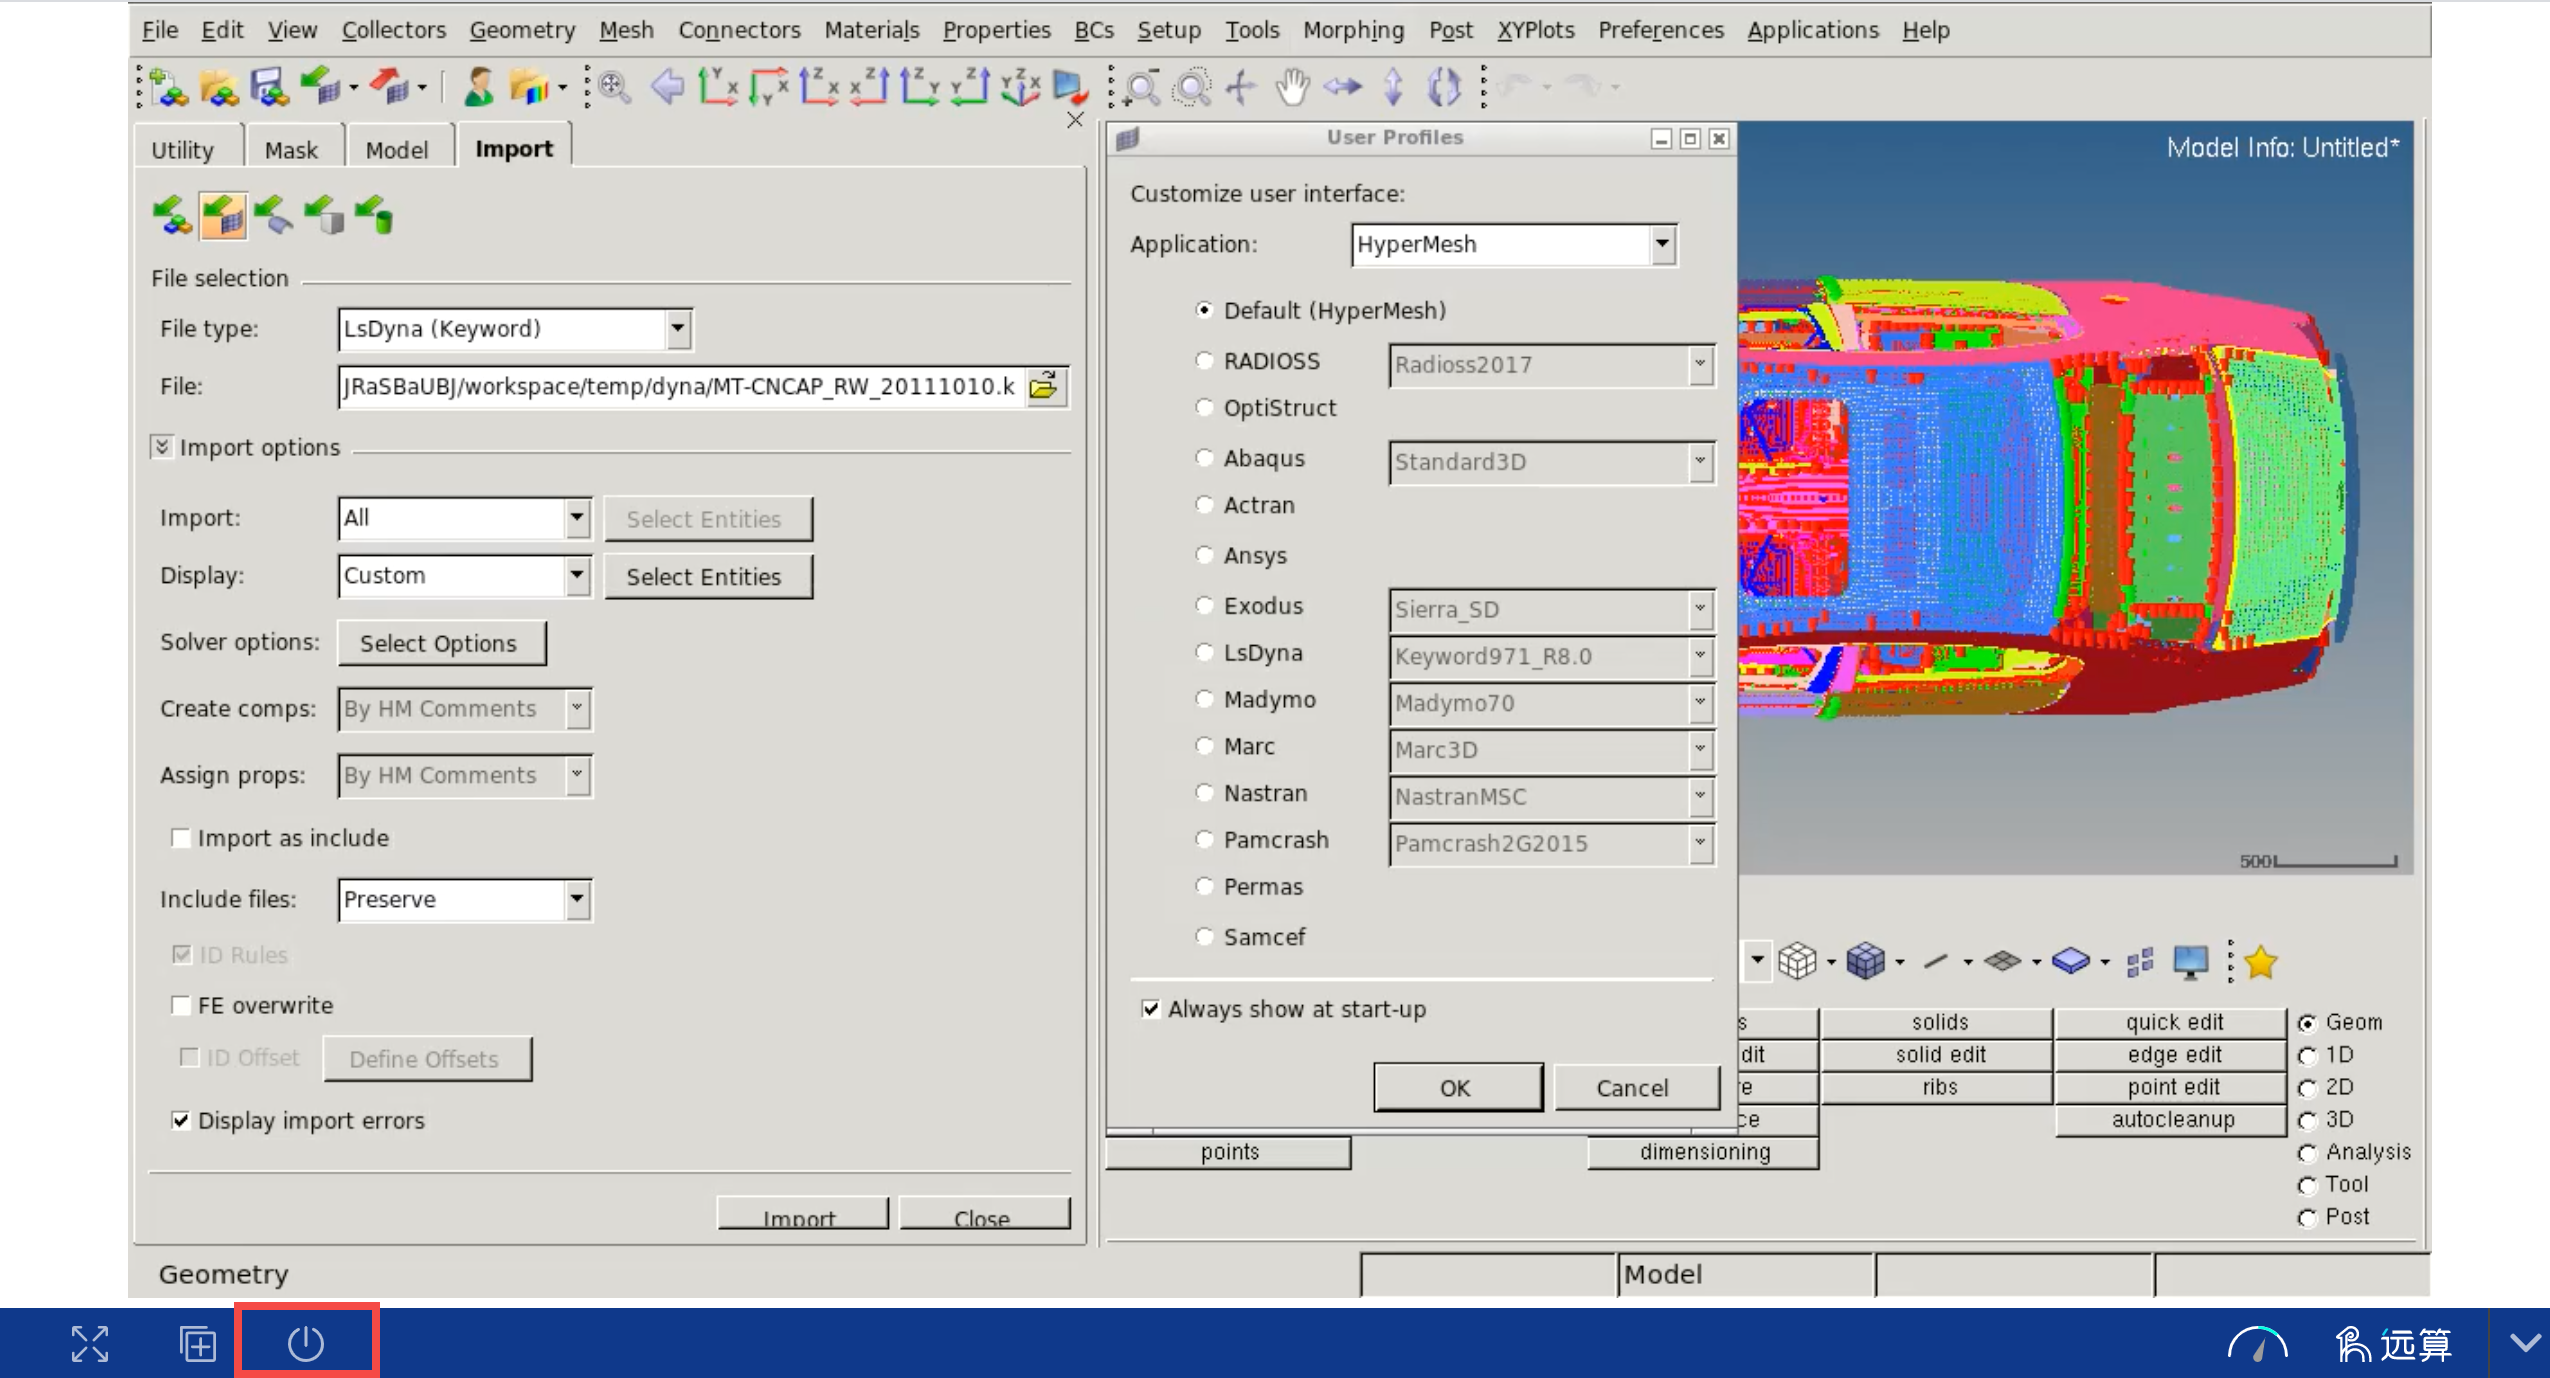 File Edit View Collectors Geometry Mesh Connectors Materials Properties BCs Setup Tools Morphing Post XYPlots Preferences Applications Help
Utility Mask Model Import
File selection
File type: LsDyna (Keyword)
File: JRaSBaUBJ/workspace/temp/dyna/MT-CNCAP_RW_20111010.k
Import options
Import: All Select Entities
Display: Custom Select Entities
Solver options: Select Options
Create comps: By HM Comments
Assign props: By HM Comments
Import as include
Include files: Preserve
ID Rules
FE overwrite
ID Offset Define Offsets
Display import errors
Import Close
User Profiles
Customize user interface:
Application: HyperMesh
Default (HyperMesh)
RADIOSS Radioss2017
OptiStruct
Abaqus Standard3D
Actran
Ansys
Exodus Sierra_SD
LsDyna Keyword971_R8.0
Madymo Madymo70
Marc Marc3D
Nastran NastranMSC
Pamcrash Pamcrash2G2015
Permas
Samcef
Always show at start-up
OK Cancel
Model Info: Untitled*
500
s solids quick edit Geom
dit solid edit edge edit 1D
e ribs point edit 2D
ce autocleanup 3D
points dimensioning Analysis
Tool
Post
Geometry Model
远算